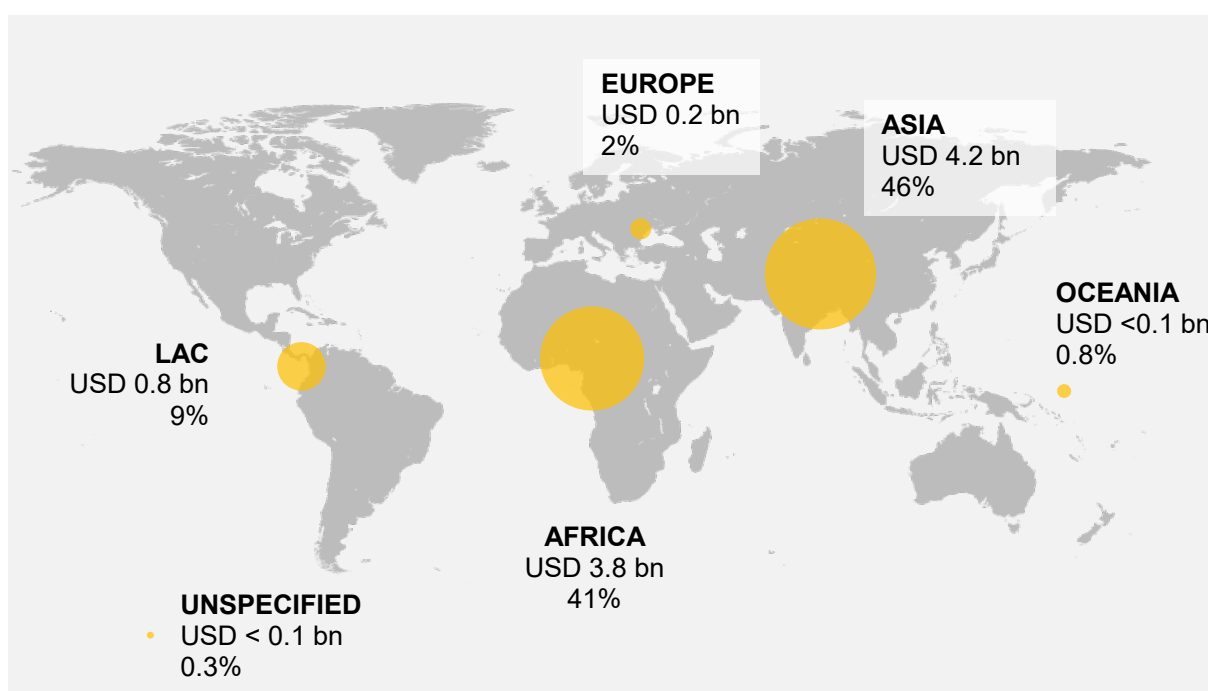 EUROPE
USD 0.2 bn
2%
ASIA
USD 4.2 bn
46%
OCEANIA
USD <0.1 bn
0.8%
LAC
USD 0.8 bn
9%
AFRICA
USD 3.8 bn
41%
UNSPECIFIED
USD < 0.1 bn
0.3%